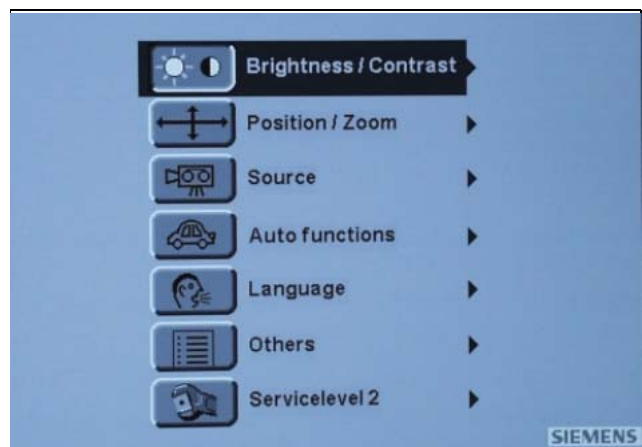 Brightness / Contrast
Position / Zoom
Source
Auto functions
Language
Others
Servicelevel 2
SIEMENS